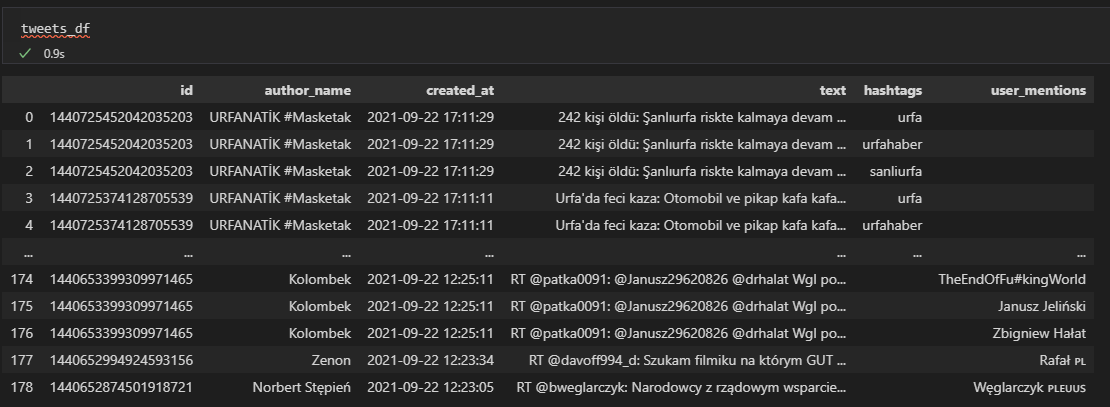 tweets_df
0.9s
id author_name created_at text hashtags user_mentions
0 1440725452042035203 URFANATİK #Masketak 2021-09-22 17:11:29 242 kişi öldü: Şanlıurfa riskte kalmaya devam ... urfa
1 1440725452042035203 URFANATİK #Masketak 2021-09-22 17:11:29 242 kişi öldü: Şanlıurfa riskte kalmaya devam ... urfahaber
2 1440725452042035203 URFANATİK #Masketak 2021-09-22 17:11:29 242 kişi öldü: Şanlıurfa riskte kalmaya devam ... sanliurfa
3 1440725374128705539 URFANATİK #Masketak 2021-09-22 17:11:11 Urfa'da feci kaza: Otomobil ve pikap kafa kafa... urfa
4 1440725374128705539 URFANATİK #Masketak 2021-09-22 17:11:11 Urfa'da feci kaza: Otomobil ve pikap kafa kafa... urfahaber
... ... ... ... ... ... ...
174 1440653399309971465 Kolombek 2021-09-22 12:25:11 RT @patka0091: @Janusz29620826 @drhalat Wgl po... TheEndOfFu#kingWorld
175 1440653399309971465 Kolombek 2021-09-22 12:25:11 RT @patka0091: @Janusz29620826 @drhalat Wgl po... Janusz Jeliński
176 1440653399309971465 Kolombek 2021-09-22 12:25:11 RT @patka0091: @Janusz29620826 @drhalat Wgl po... Zbigniew Hałat
177 1440652994924593156 Zenon 2021-09-22 12:23:34 RT @davoff994_d: Szukam filmiku na którym GUT ... Rafał 🇵🇱
178 1440652874501918721 Norbert Stępień 2021-09-22 12:23:05 RT @bweglarczyk: Narodowcy z rządowym wsparcie... Węglarczyk 🇵🇱🇪🇺🇺🇸